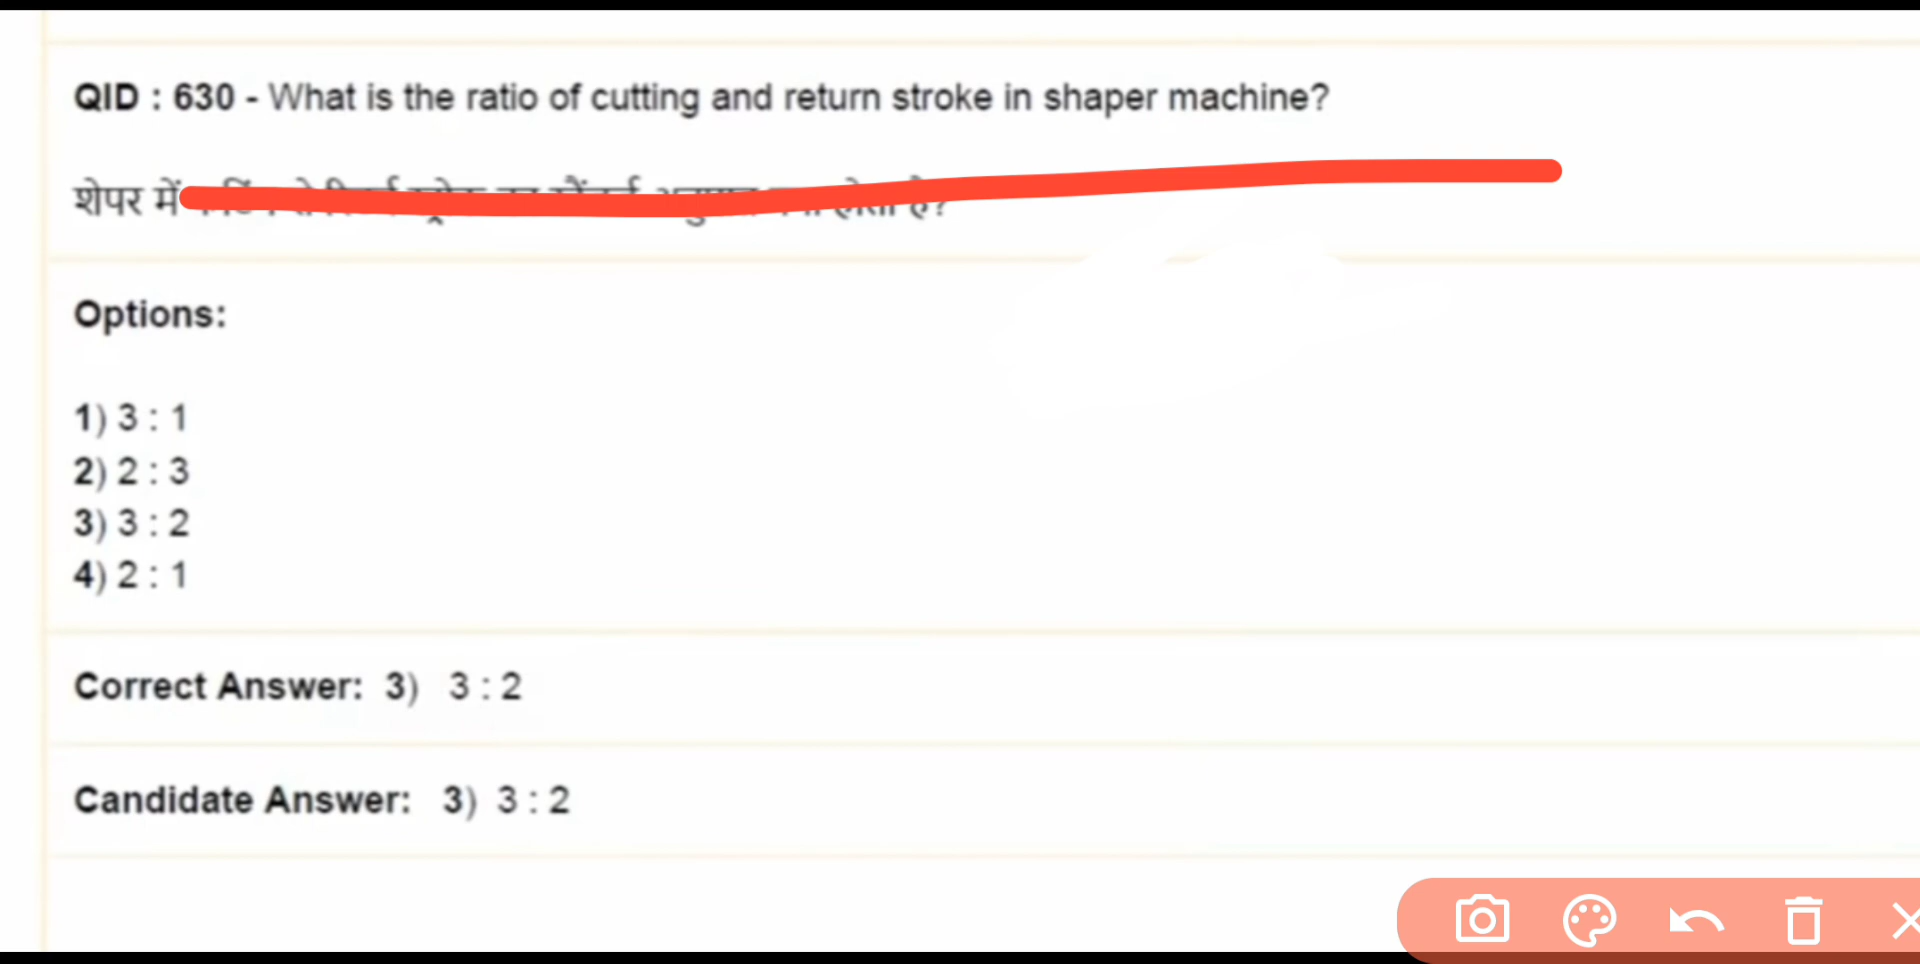 QID : 630 - What is the ratio of cutting and return stroke in shaper machine?
शेपर में
Options:
1) 3 : 1
2) 2 : 3
3) 3 : 2
4) 2 : 1
Correct Answer: 3) 3 : 2
Candidate Answer: 3) 3 : 2